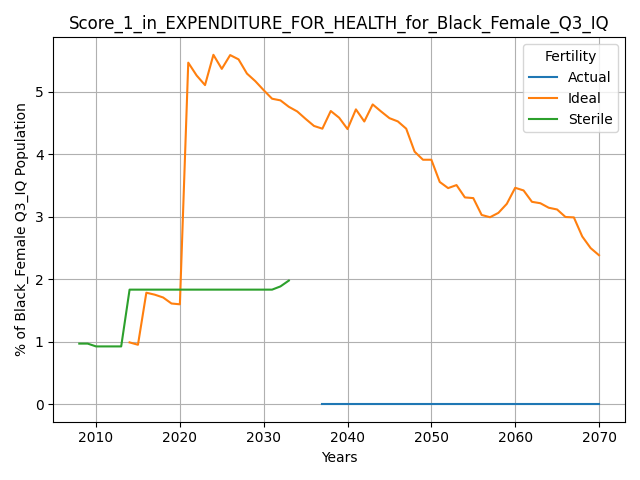 Score_1_in_EXPENDITURE_FOR_HEALTH_for_Black_Female_Q3_IQ
Fertility
Actual
Ideal
Sterile
% of Black_Female Q3_IQ Population
5
4
3
2
1
0
2010 2020 2030 2040 2050 2060 2070
Years